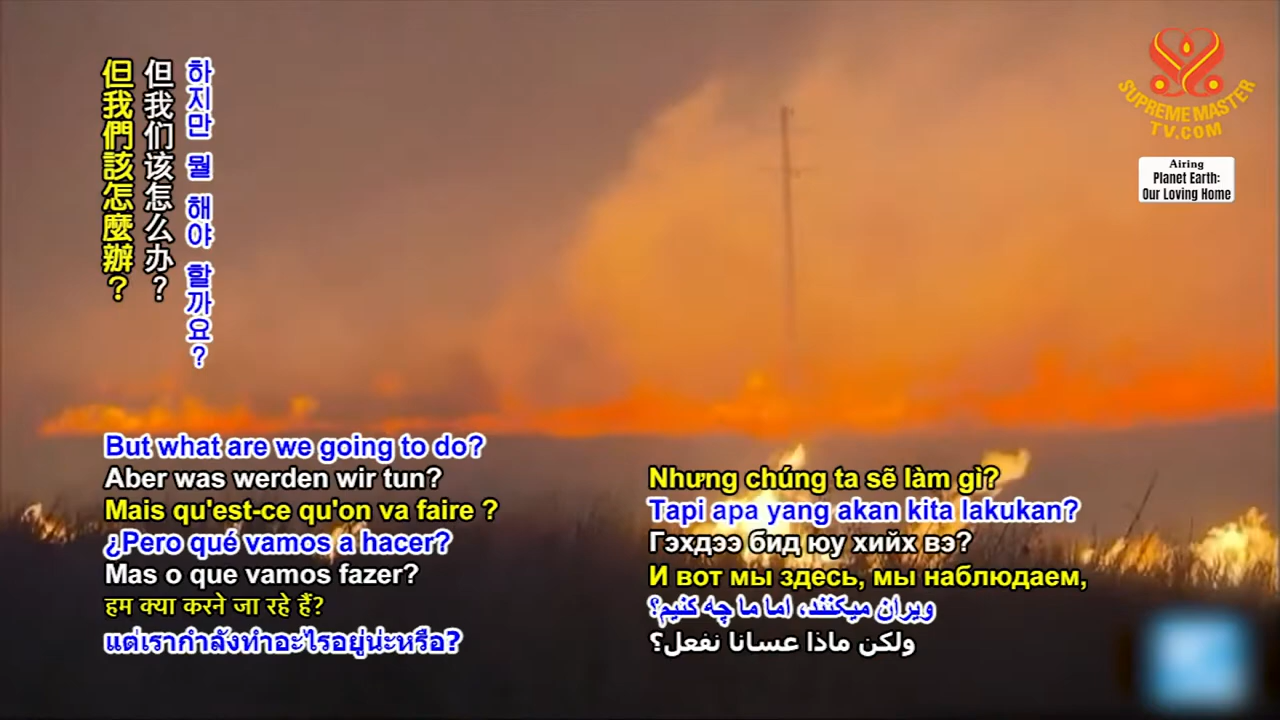 但我們該怎麼辦？
但我们该怎么办？
하지만 뭘 해야 할까요?
SUPREME MASTER
TV.COM
Airing
Planet Earth:
Our Loving Home
But what are we going to do?
Aber was werden wir tun?
Mais qu'est-ce qu'on va faire ?
¿Pero qué vamos a hacer?
Mas o que vamos fazer?
हम क्या करने जा रहे हैं?
แต่เรากำลังทำอะไรอยู่น่ะหรือ?
Nhưng chúng ta sẽ làm gì?
Tapi apa yang akan kita lakukan?
Гэхдээ бид юу хийх вэ?
И вот мы здесь, мы наблюдаем,
ویران میکنند، اما ما چه کنیم؟
ولكن ماذا عسانا نفعل؟